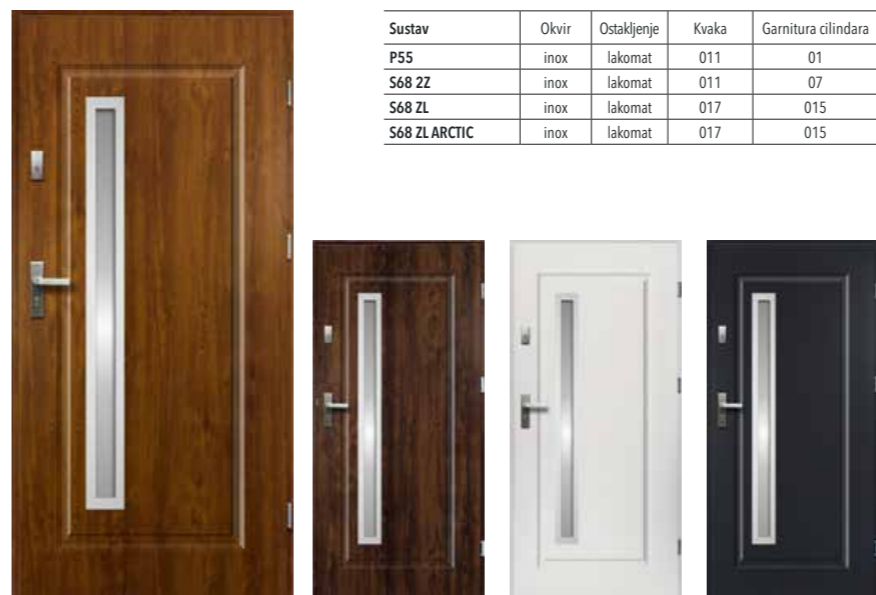 Sustav Okvir Ostakljenje Kvaka Garnitura cilindara
P55 inox lakomat 011 01
S68 2Z inox lakomat 011 07
S68 ZL inox lakomat 017 015
S68 ZL ARCTIC inox lakomat 017 015